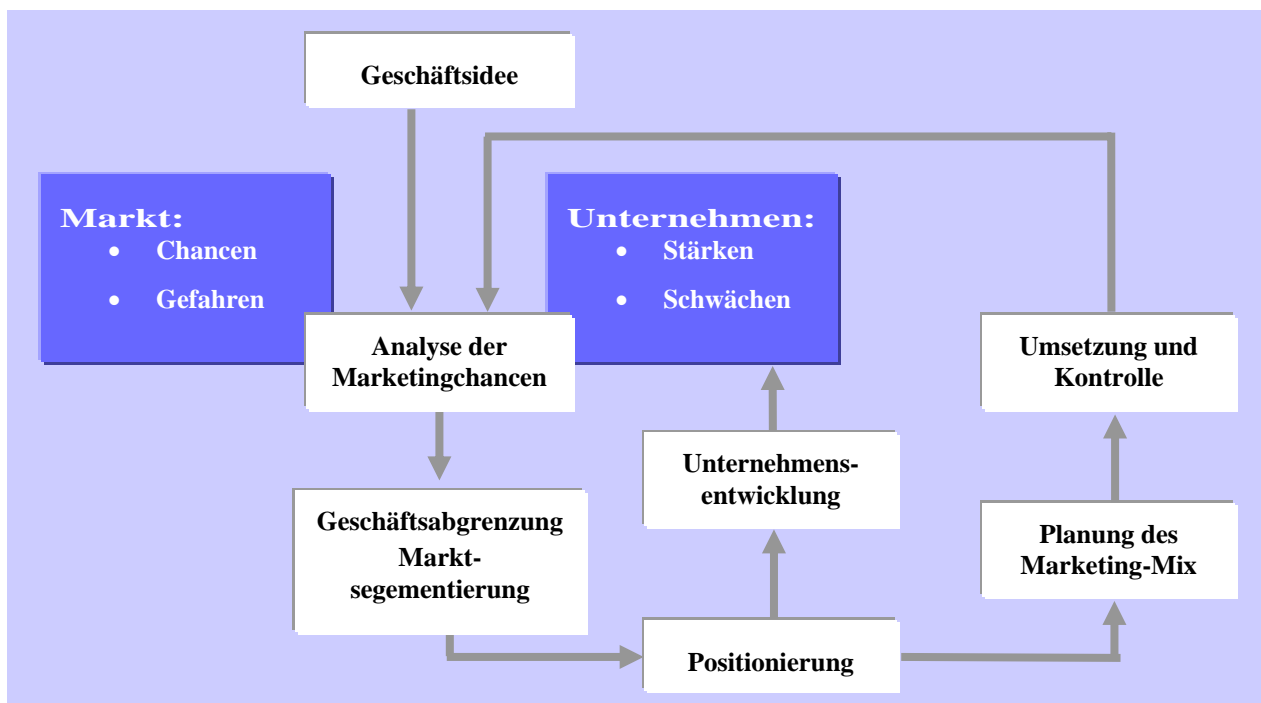 Geschäftsidee
Markt:
• Chancen
• Gefahren
Unternehmen:
• Stärken
• Schwächen
Analyse der
Marketingchancen
Umsetzung und
Kontrolle
Unternehmens-
entwicklung
Geschäftsabgrenzung
Markt-
segementierung
Planung des
Marketing-Mix
Positionierung